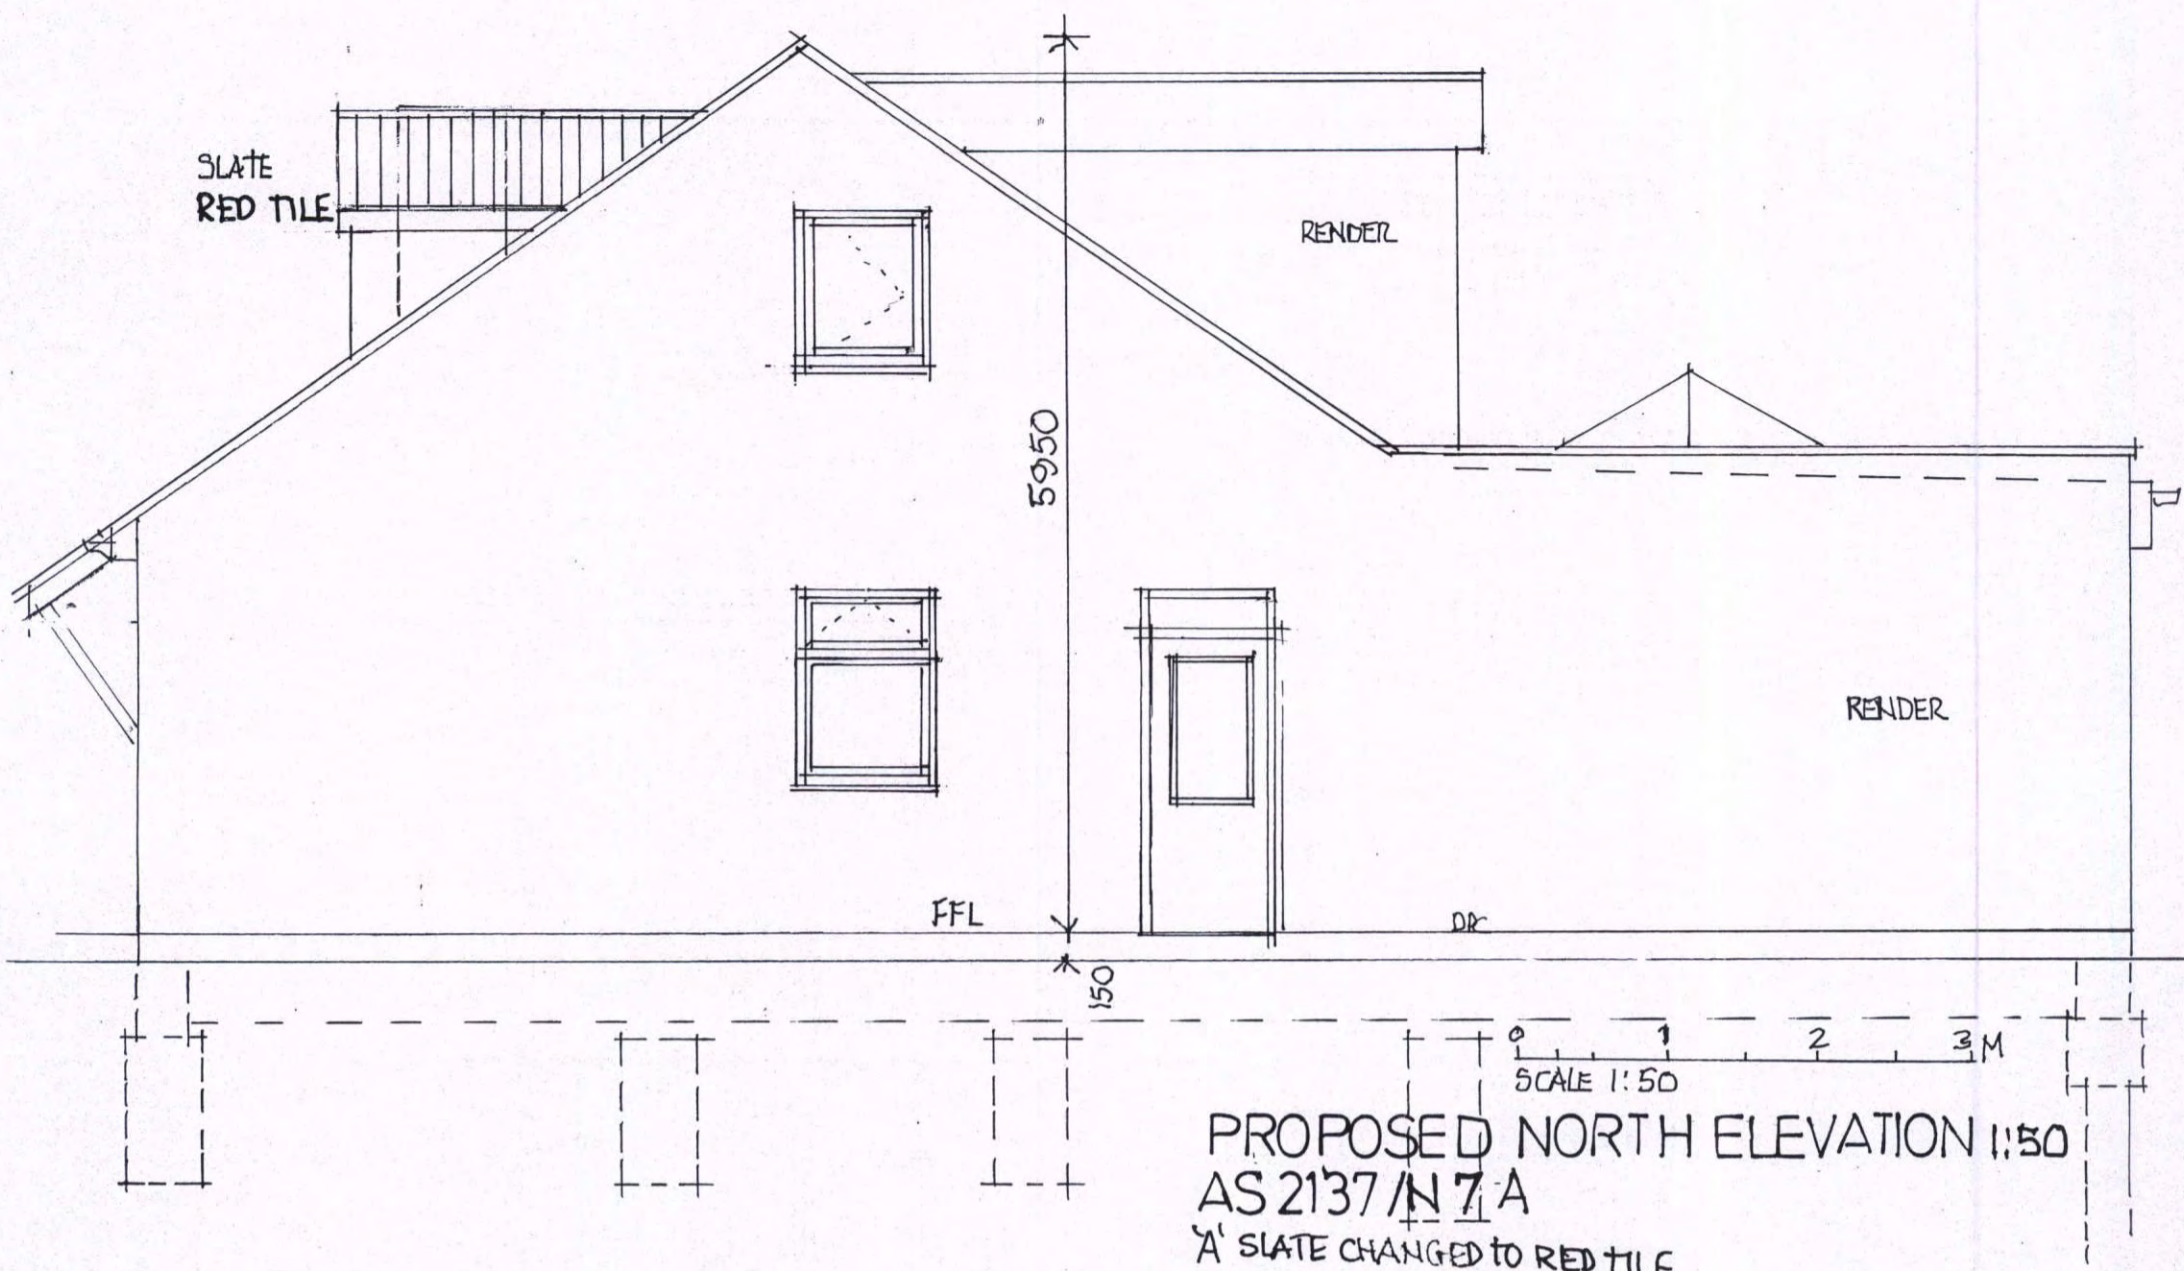 SLATE
RED TILE
RENDER
5950
RENDER
FFL
DPC
150
0 1 2 3 M
SCALE 1:50
PROPOSED NORTH ELEVATION 1:50
AS 2137/N 7 A
'A' SLATE CHANGED TO RED TILE